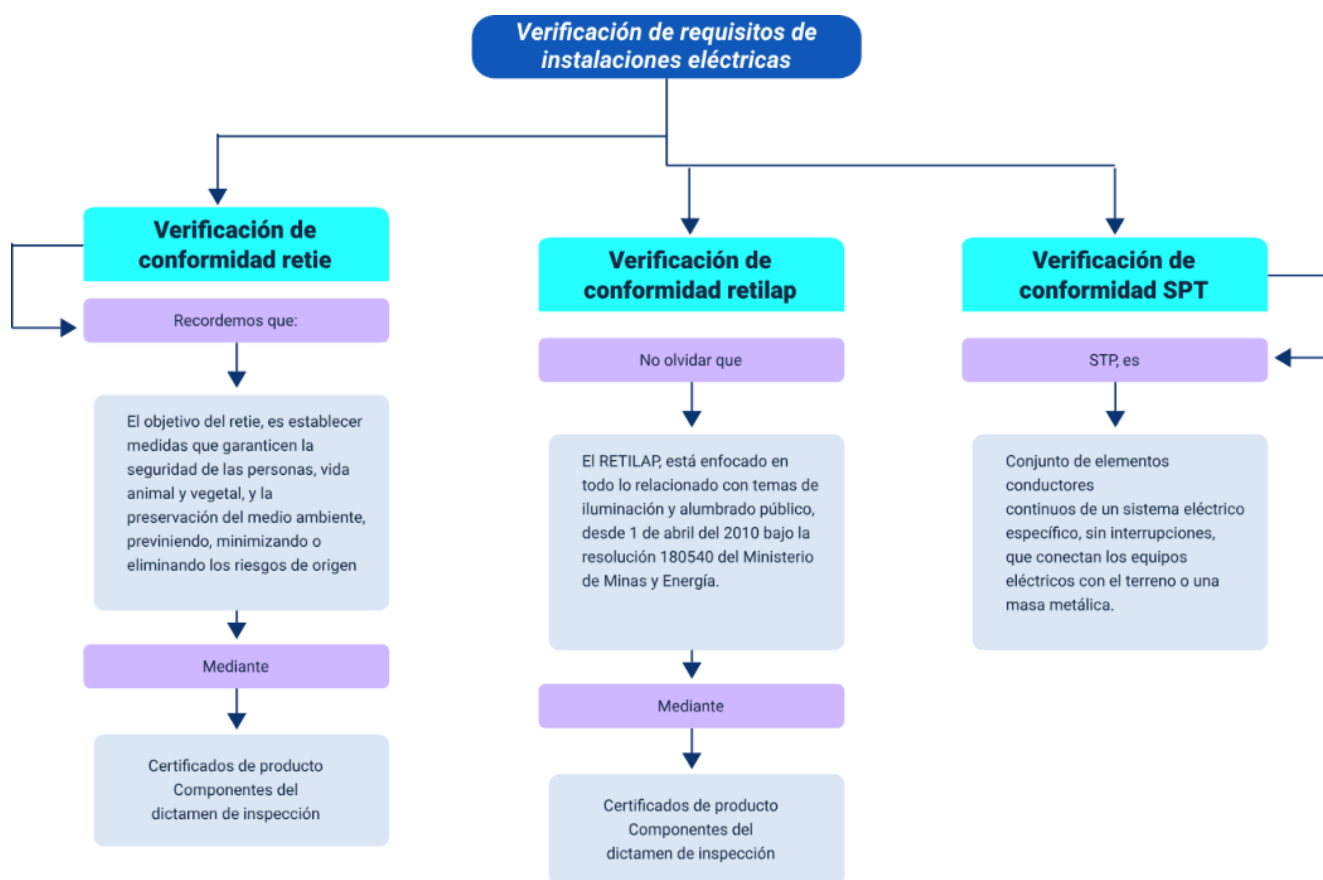 Verificación de requisitos de
instalaciones eléctricas
Verificación de
conformidad retie
Recordemos que:
El objetivo del retie, es establecer
medidas que garanticen la
seguridad de las personas, vida
animal y vegetal, y la
preservación del medio ambiente,
previniendo, minimizando o
eliminando los riesgos de origen
Mediante
Certificados de producto
Componentes del
dictamen de inspección
Verificación de
conformidad retilap
No olvidar que
El RETILAP, está enfocado en
todo lo relacionado con temas de
iluminación y alumbrado público,
desde 1 de abril del 2010 bajo la
resolución 180540 del Ministerio
de Minas y Energía.
Mediante
Certificados de producto
Componentes del
dictamen de inspección
Verificación de
conformidad SPT
STP, es
Conjunto de elementos
conductores
continuos de un sistema eléctrico
específico, sin interrupciones,
que conectan los equipos
eléctricos con el terreno o una
masa metálica.